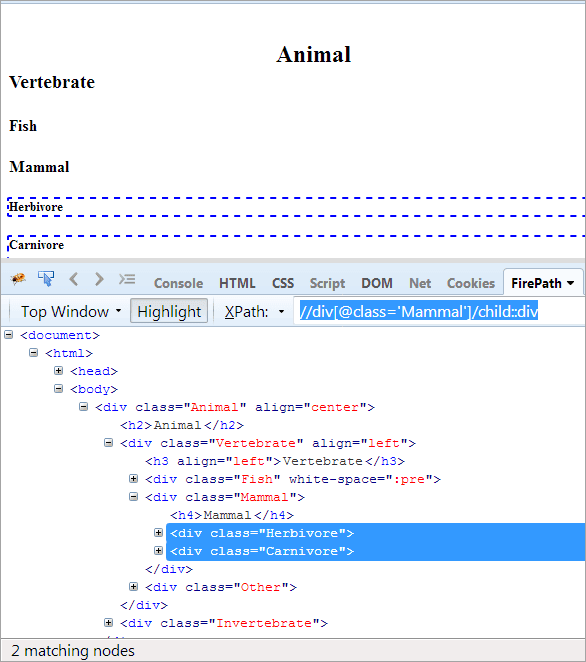 Animal
Vertebrate
Fish
Mammal
Herbivore
Carnivore
Console HTML CSS Script DOM Net Cookies FirePath
Top Window Highlight XPath: //div[@class='Mammal']/child::div
<document>
<html>
<head>
<body>
<div class="Animal" align="center">
<h2>Animal</h2>
<div class="Vertebrate" align="left">
<h3 align="left">Vertebrate</h3>
<div class="Fish" white-space=":pre">
<div class="Mammal">
<h4>Mammal</h4>
<div class="Herbivore">
<div class="Carnivore">
</div>
<div class="Other">
</div>
<div class="Invertebrate">
2 matching nodes